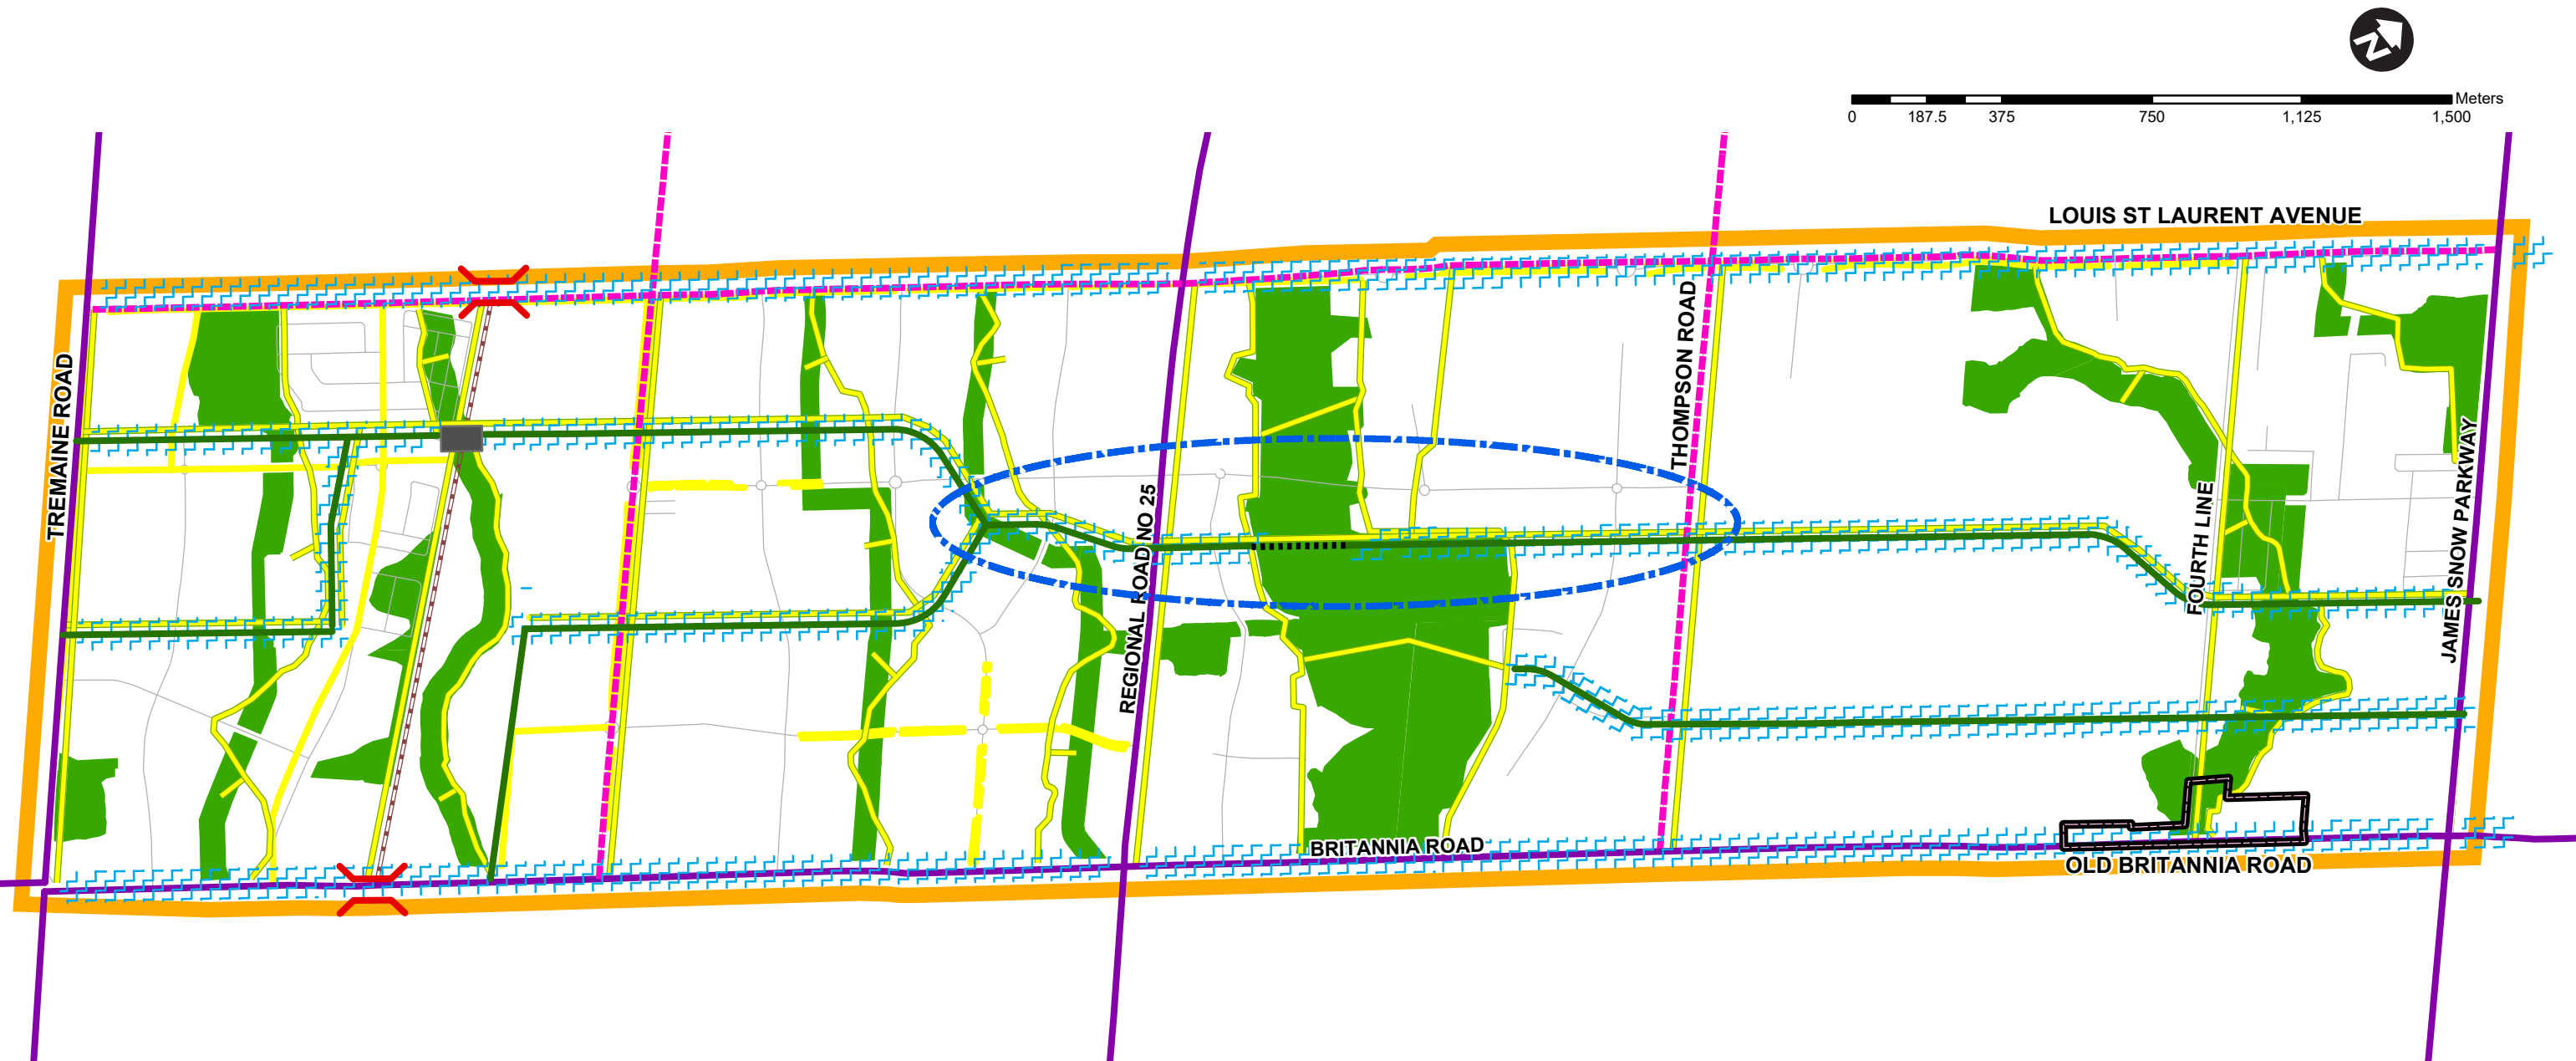 N
Meters
0 187.5 375 750 1,125 1,500
LOUIS ST LAURENT AVENUE
TREMAINE ROAD
REGIONAL ROAD NO 25
THOMPSON ROAD
FOURTH LINE
JAMES SNOW PARKWAY
BRITANNIA ROAD
OLD BRITANNIA ROAD